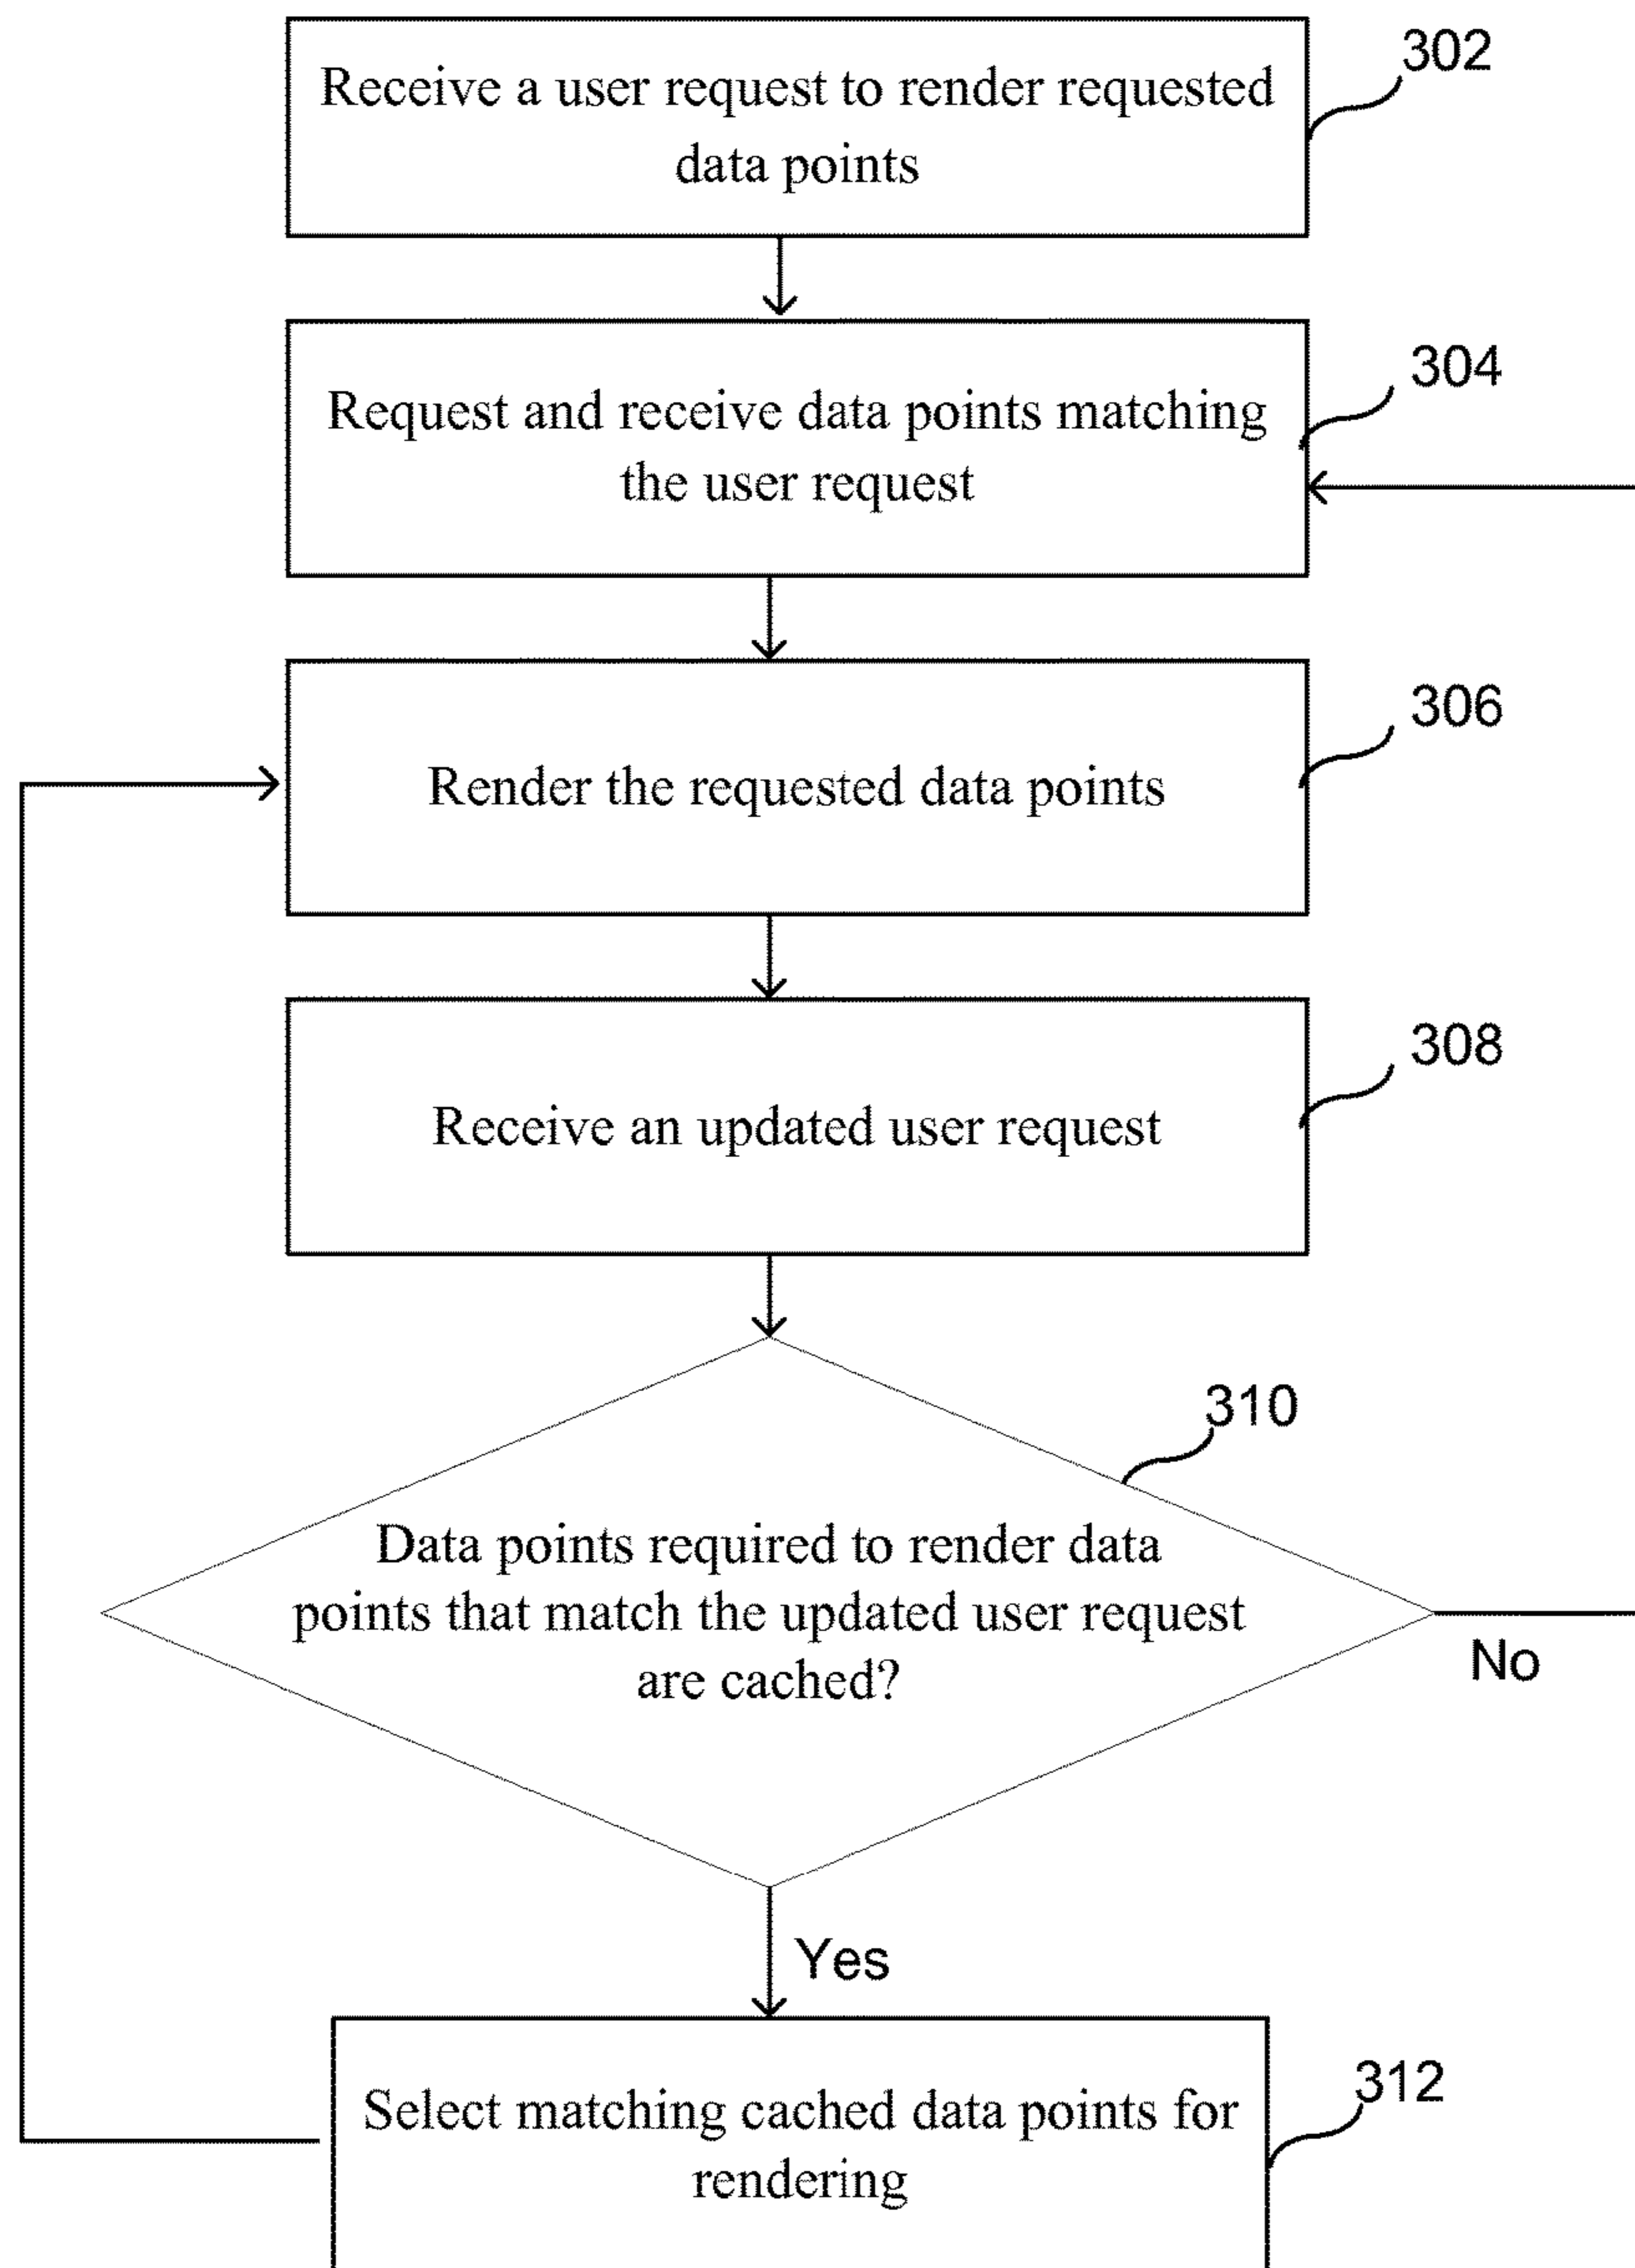 Receive a user request to render requested
data points
302
Request and receive data points matching
the user request
304
Render the requested data points
306
Receive an updated user request
308
310
Data points required to render data
points that match the updated user request
are cached?
No
Yes
Select matching cached data points for
rendering
312